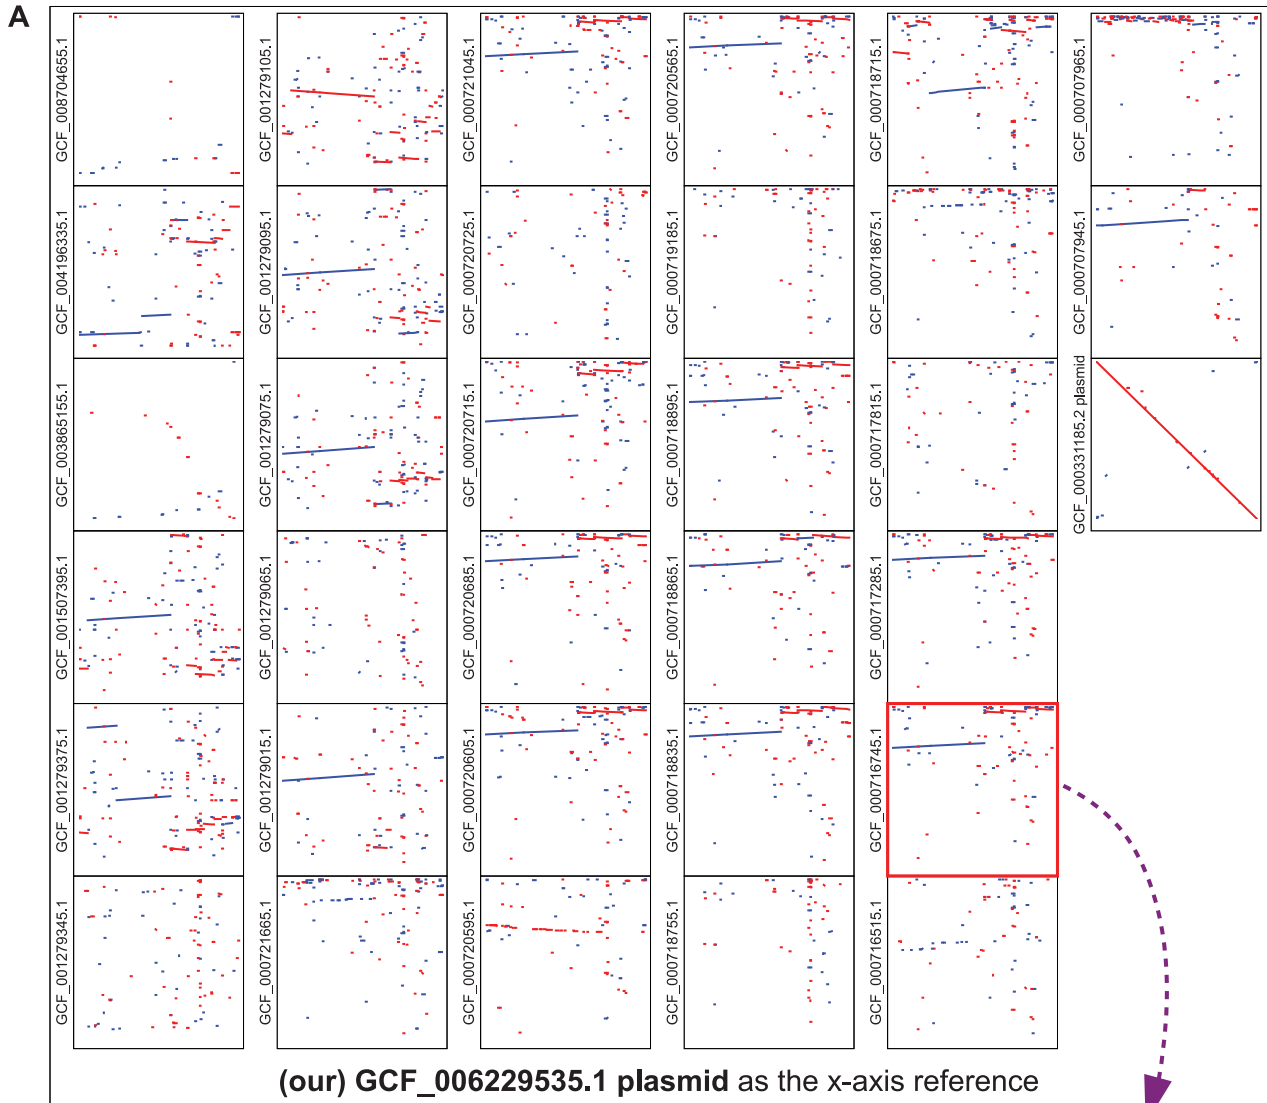 A
GCF_008704655.1
GCF_001279105.1
GCF_000721045.1
GCF_000720565.1
GCF_000718715.1
GCF_000707965.1
GCF_004196335.1
GCF_001279095.1
GCF_000720725.1
GCF_000719185.1
GCF_000718675.1
GCF_000707945.1
GCF_003865155.1
GCF_001279075.1
GCF_000720715.1
GCF_000718895.1
GCF_000717815.1
GCF_000331185.2 plasmid
GCF_001507395.1
GCF_001279065.1
GCF_000720685.1
GCF_000718865.1
GCF_000717285.1
GCF_001279375.1
GCF_001279015.1
GCF_000720605.1
GCF_000718835.1
GCF_000716745.1
GCF_001279345.1
GCF_000721665.1
GCF_000720595.1
GCF_000718755.1
GCF_000716515.1
(our) GCF_006229535.1 plasmid as the x-axis reference